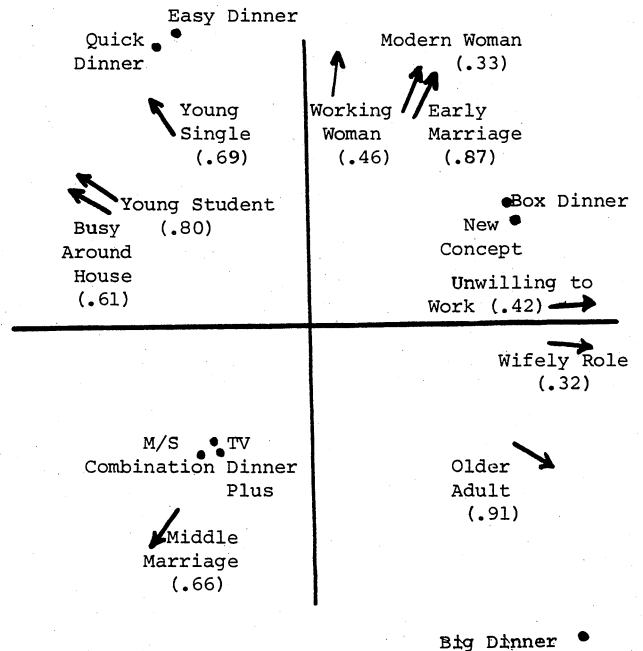 Easy Dinner
Quick
Dinner
Modern Woman
(.33)
Young
Single
(.69)
Working
Woman
(.46)
Early
Marriage
(.87)
Young Student
(.80)
Busy
Around
House
(.61)
Box Dinner
New
Concept
Unwilling to
Work (.42)
Wifely Role
(.32)
M/S
Combination
TV
Dinner
Plus
Older
Adult
(.91)
Middle
Marriage
(.66)
Big Dinner